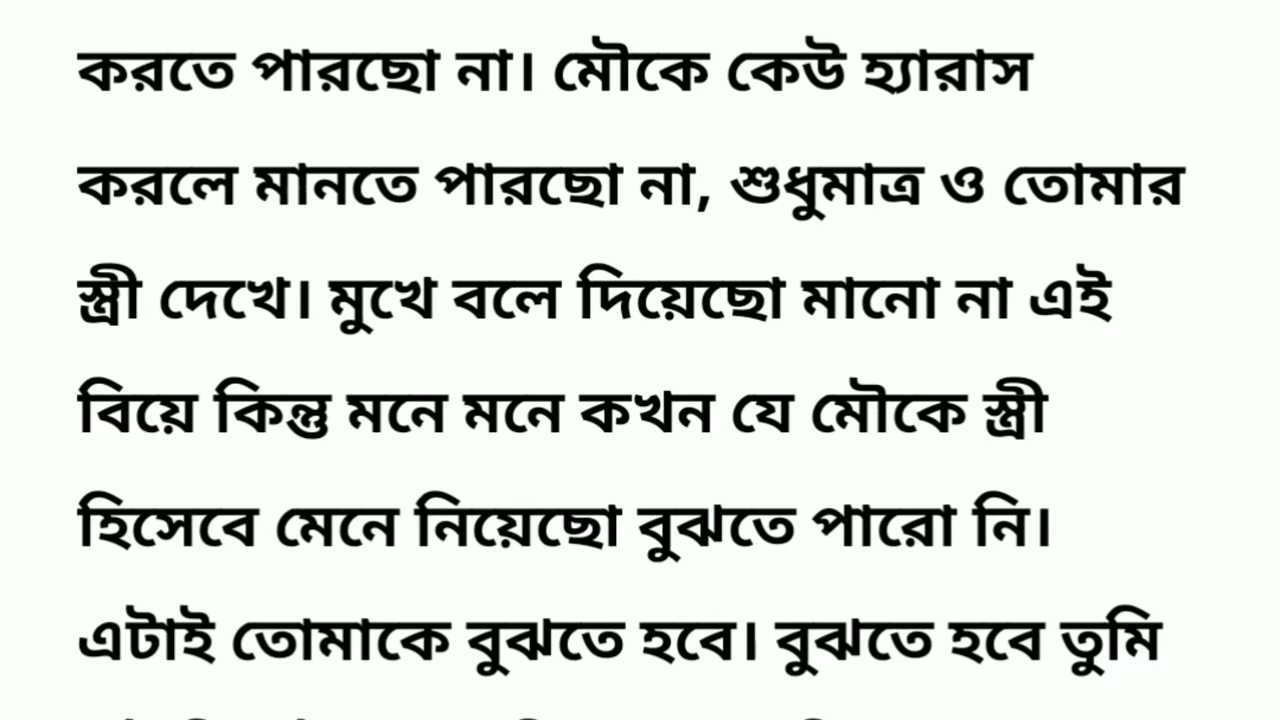 করতে পারছো না। মৌকে কেউ হ্যারাস
করলে মানতে পারছো না, শুধুমাত্র ও তোমার
স্ত্রী দেখে। মুখে বলে দিয়েছো মানো না এই
বিয়ে কিন্তু মনে মনে কখন যে মৌকে স্ত্রী
হিসেবে মেনে নিয়েছো বুঝতে পারো নি।
এটাই তোমাকে বুঝতে হবে। বুঝতে হবে তুমি